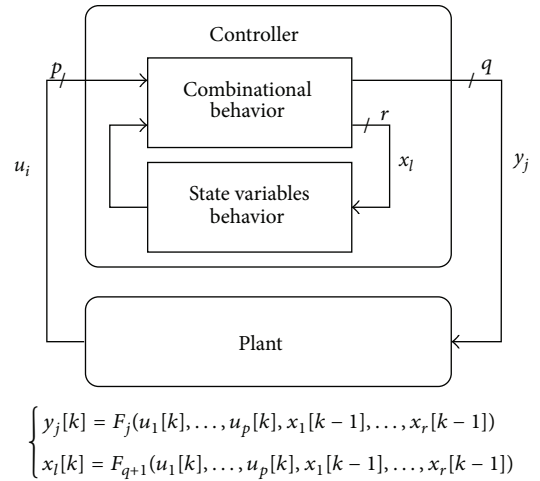 Controller
p
q
Combinational
behavior
r
u_i
x_l
y_j
State variables
behavior
Plant
{ y_j[k] = F_j(u_1[k], ..., u_p[k], x_1[k − 1], ..., x_r[k − 1])
x_l[k] = F_{q+1}(u_1[k], ..., u_p[k], x_1[k − 1], ..., x_r[k − 1])